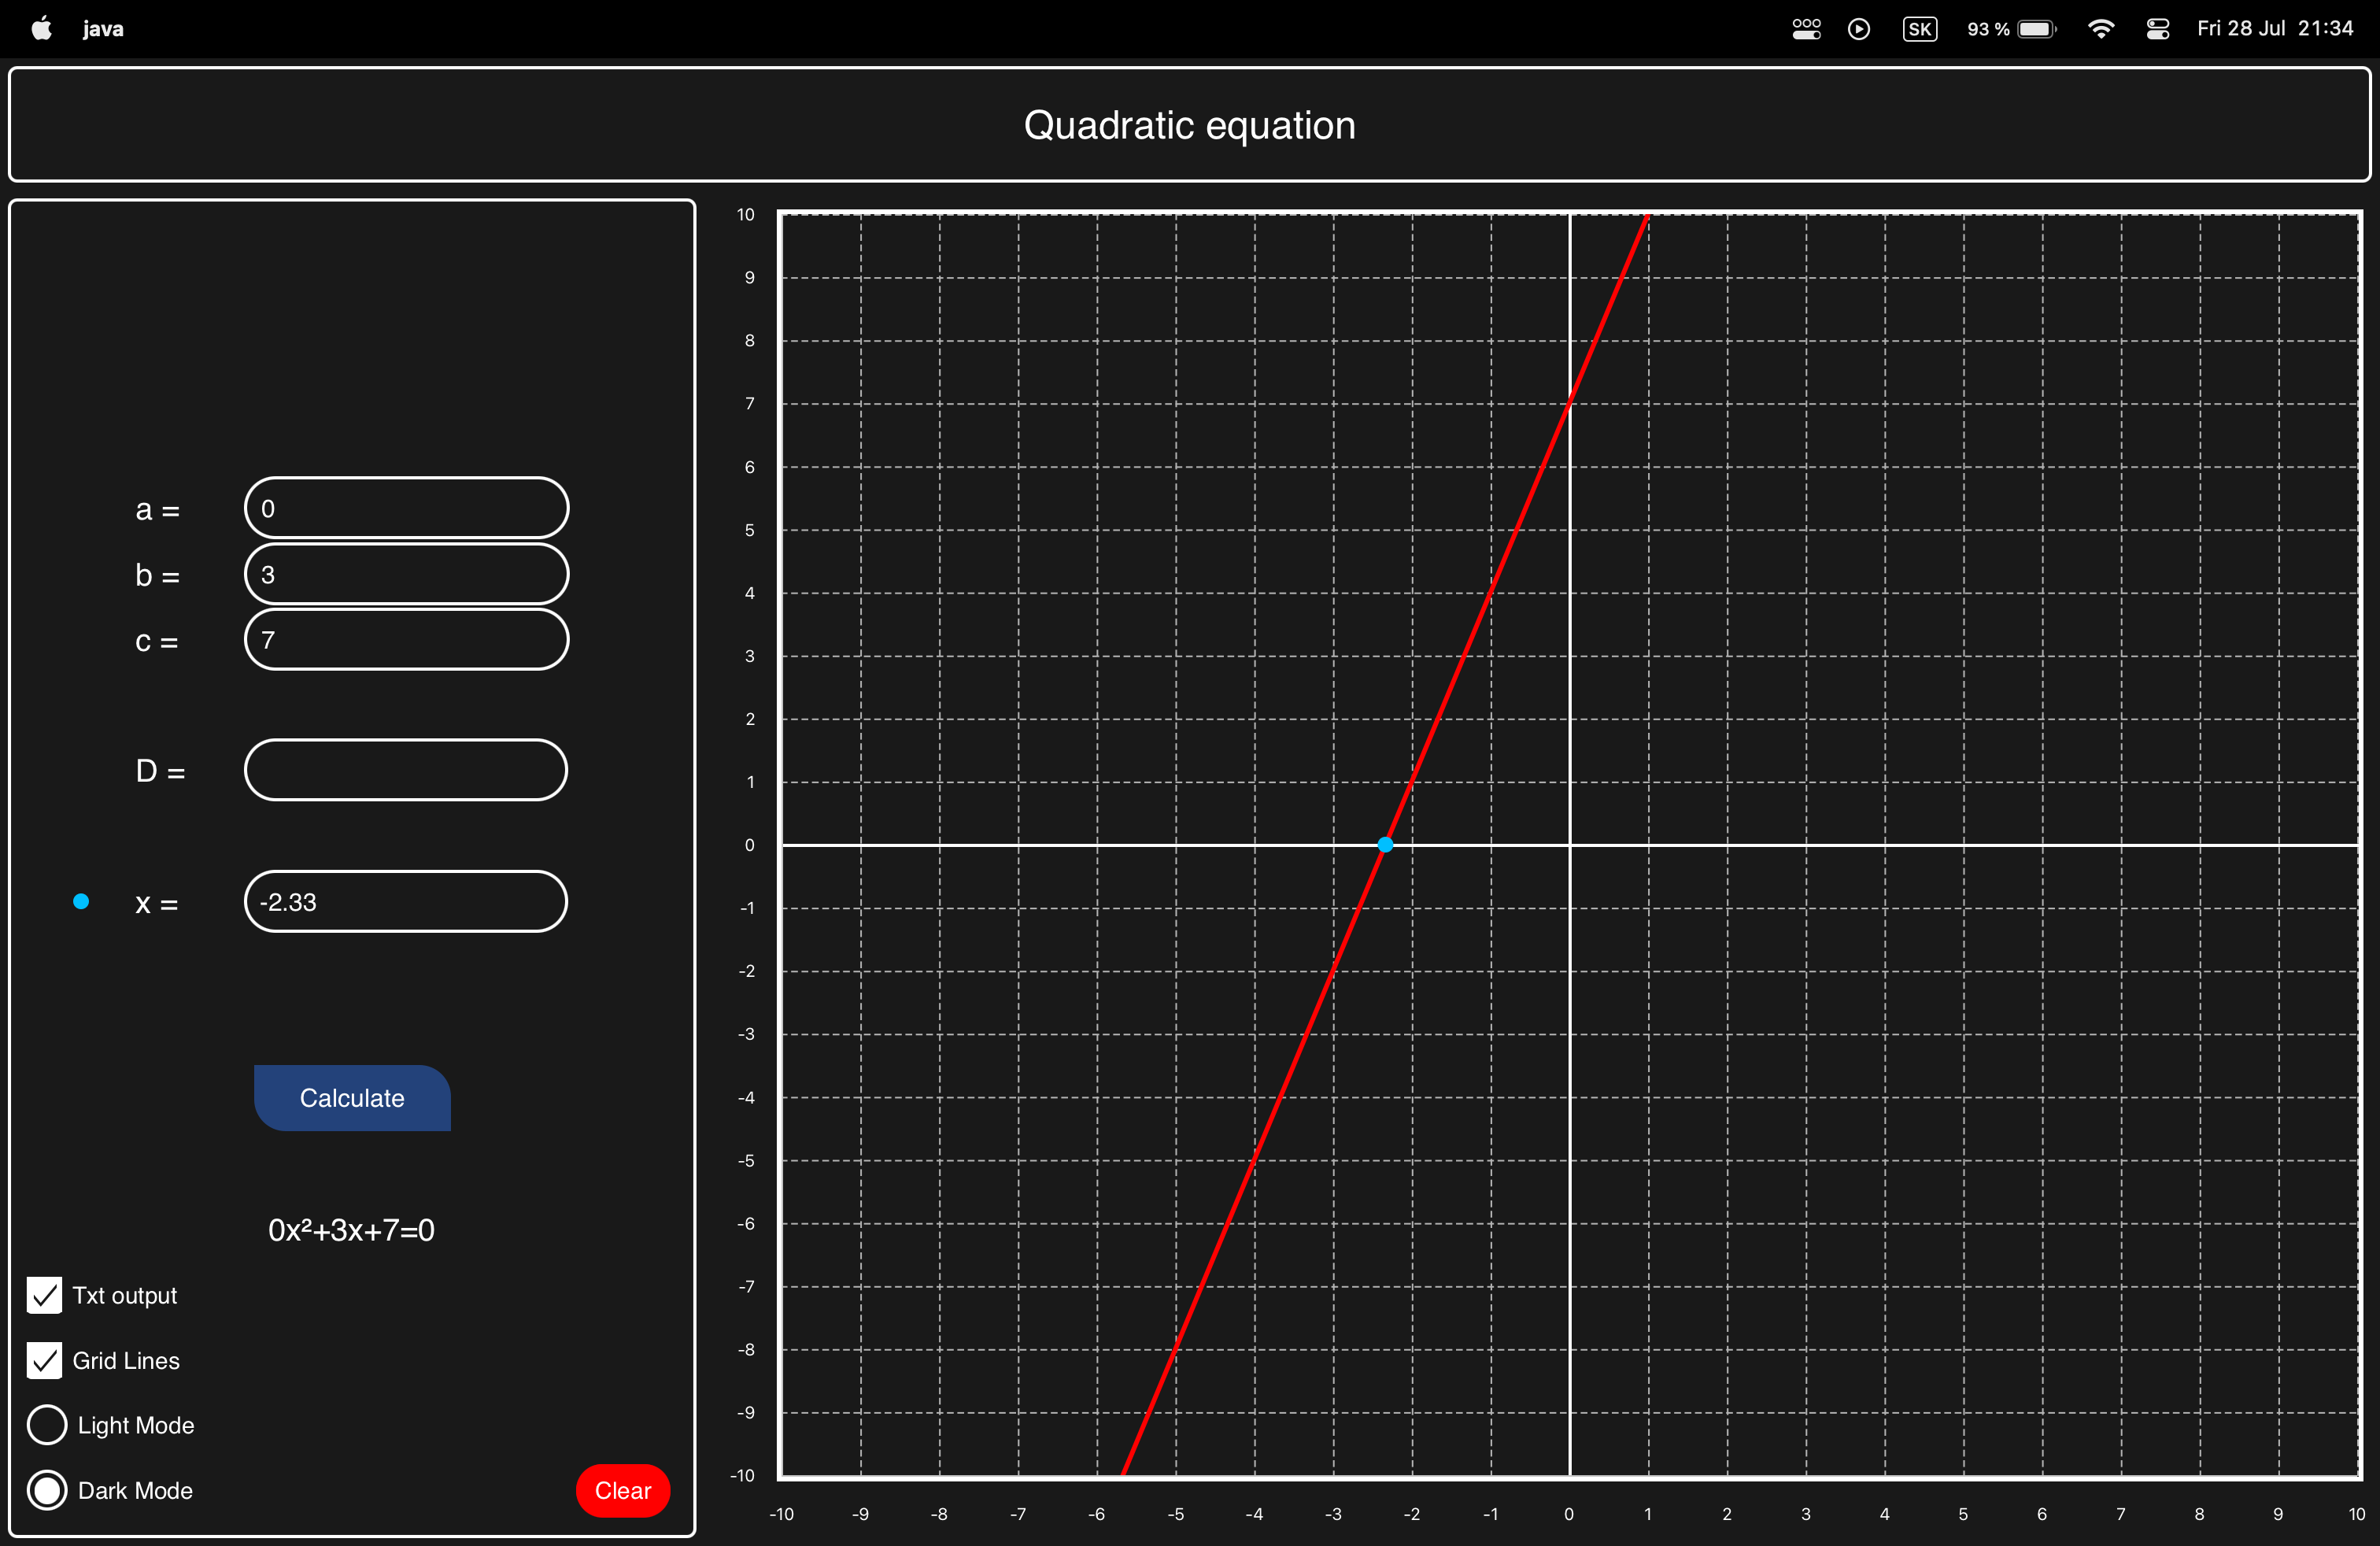 java SK 93 % Fri 28 Jul 21:34
Quadratic equation
a = 0
b = 3
c = 7
D =
x = -2.33
Calculate
0x²+3x+7=0
Txt output
Grid Lines
Light Mode
Dark Mode
Clear
10
9
8
7
6
5
4
3
2
1
0
-1
-2
-3
-4
-5
-6
-7
-8
-9
-10
-10 -9 -8 -7 -6 -5 -4 -3 -2 -1 0 1 2 3 4 5 6 7 8 9 10